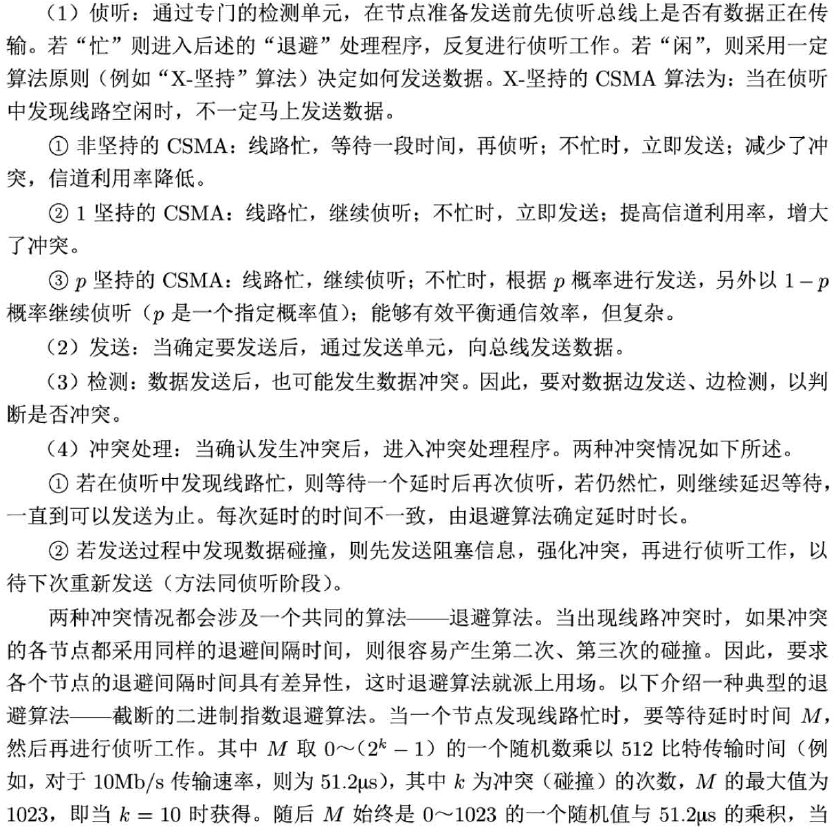 （1）侦听：通过专门的检测单元，在节点准备发送前先侦听总线上是否有数据正在传
输。若“忙”则进入后述的“退避”处理程序，反复进行侦听工作。若“闲”，则采用一定
算法原则（例如“X-坚持”算法）决定如何发送数据。X-坚持的 CSMA 算法为：当在侦听
中发现线路空闲时，不一定马上发送数据。
① 非坚持的 CSMA：线路忙，等待一段时间，再侦听；不忙时，立即发送；减少了冲
突，信道利用率降低。
② 1 坚持的 CSMA：线路忙，继续侦听；不忙时，立即发送；提高信道利用率，增大
了冲突。
③ p 坚持的 CSMA：线路忙，继续侦听；不忙时，根据 p 概率进行发送，另外以 1 − p
概率继续侦听（p 是一个指定概率值）；能够有效平衡通信效率，但复杂。
（2）发送：当确定要发送后，通过发送单元，向总线发送数据。
（3）检测：数据发送后，也可能发生数据冲突。因此，要对数据边发送、边检测，以判
断是否冲突。
（4）冲突处理：当确认发生冲突后，进入冲突处理程序。两种冲突情况如下所述。
① 若在侦听中发现线路忙，则等待一个延时后再次侦听，若仍然忙，则继续延迟等待，
一直到可以发送为止。每次延时的时间不一致，由退避算法确定延时时长。
② 若发送过程中发现数据碰撞，则先发送阻塞信息，强化冲突，再进行侦听工作，以
待下次重新发送（方法同侦听阶段）。
两种冲突情况都会涉及一个共同的算法——退避算法。当出现线路冲突时，如果冲突
的各节点都采用同样的退避间隔时间，则很容易产生第二次、第三次的碰撞。因此，要求
各个节点的退避间隔时间具有差异性，这时退避算法就派上用场。以下介绍一种典型的退
避算法——截断的二进制指数退避算法。当一个节点发现线路忙时，要等待延时时间 M，
然后再进行侦听工作。其中 M 取 0～（2ᵏ − 1）的一个随机数乘以 512 比特传输时间（例
如，对于 10Mb/s 传输速率，则为 51.2μs），其中 k 为冲突（碰撞）的次数，M 的最大值为
1023，即当 k = 10 时获得。随后 M 始终是 0～1023 的一个随机值与 51.2μs 的乘积，当